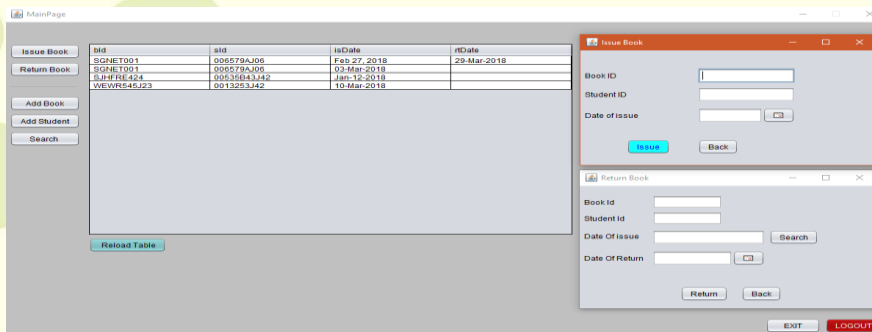 MainPage
Issue Book
Return Book
Add Book
Add Student
Search
bId sId isDate rtDate
SGNET001 006579AJ06 Feb 27, 2018 29-Mar-2018
SGNET001 006579AJ06 03-Mar-2018
SJHFRE424 00535B43J42 Jan-12-2018
WEWR545J23 0013253J42 10-Mar-2018
Reload Table
Issue Book
Book ID
Student ID
Date of issue
Issue Back
Return Book
Book Id
Student Id
Date Of issue Search
Date Of Return
Return Back
EXIT LOGOUT